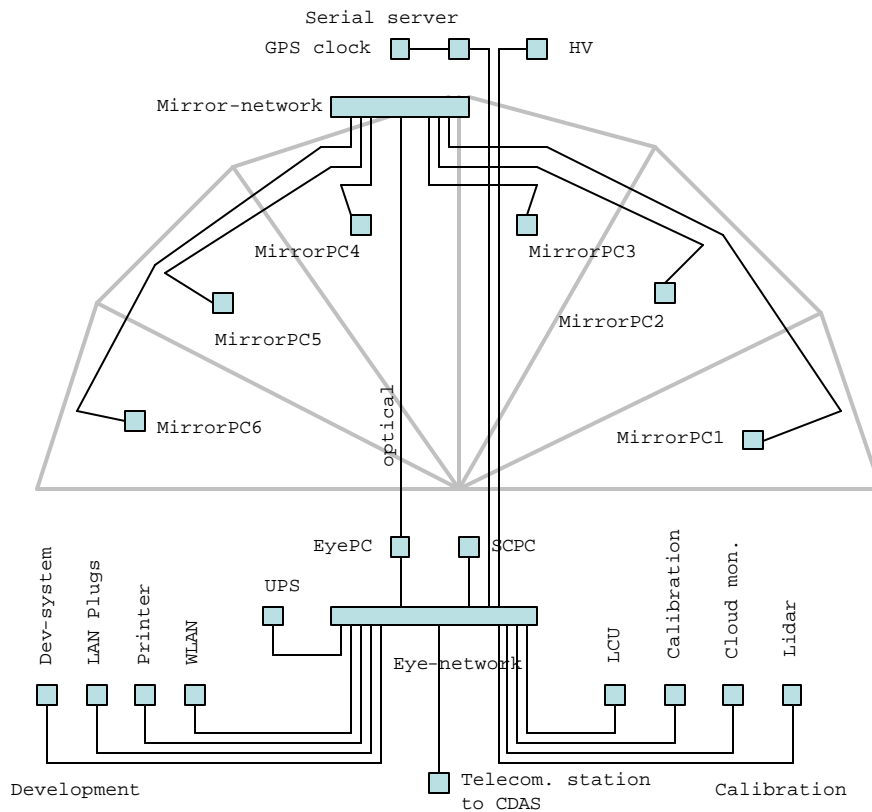 Serial server
GPS clock
HV
Mirror-network
MirrorPC4
MirrorPC3
MirrorPC5
MirrorPC2
MirrorPC6
MirrorPC1
optical
EyePC
SCPC
UPS
Dev-system
LAN Plugs
Printer
WLAN
Eye-network
LCU
Calibration
Cloud mon.
Lidar
Development
Telecom. station
to CDAS
Calibration